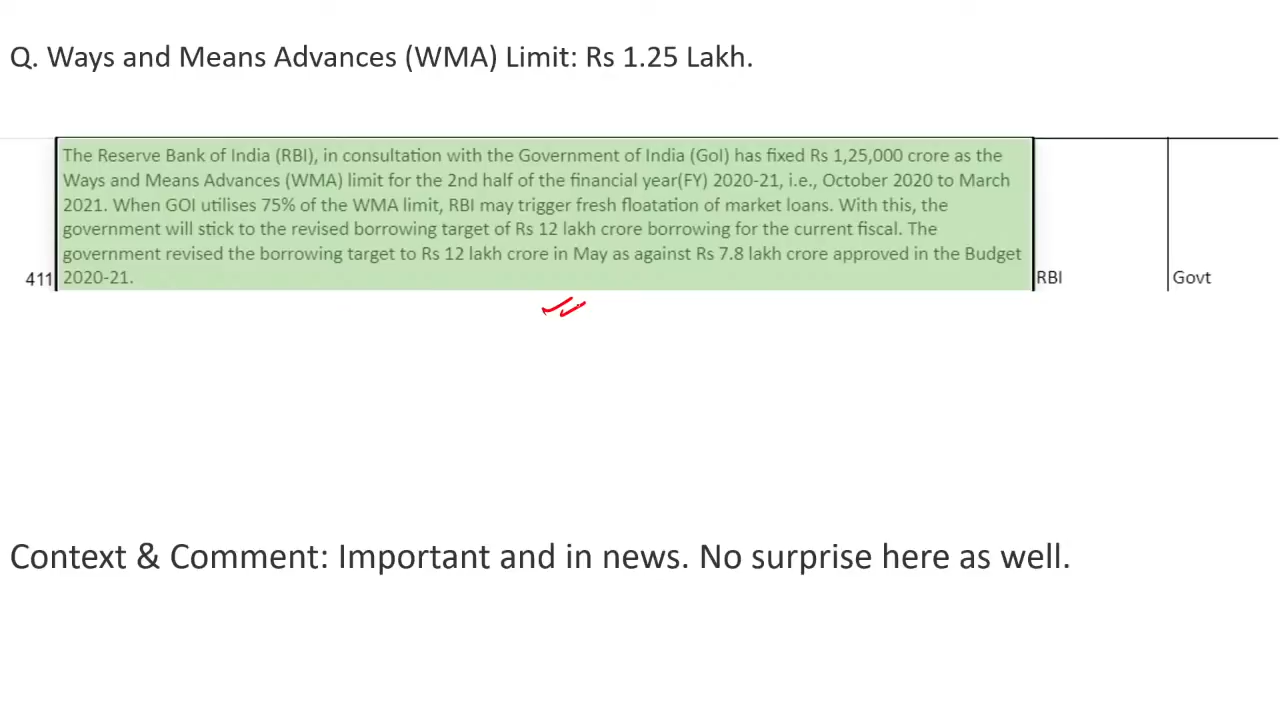 Q. Ways and Means Advances (WMA) Limit: Rs 1.25 Lakh.
The Reserve Bank of India (RBI), in consultation with the Government of India (GoI) has fixed Rs 1,25,000 crore as the
Ways and Means Advances (WMA) limit for the 2nd half of the financial year(FY) 2020-21, i.e., October 2020 to March
2021. When GOI utilises 75% of the WMA limit, RBI may trigger fresh floatation of market loans. With this, the
government will stick to the revised borrowing target of Rs 12 lakh crore borrowing for the current fiscal. The
government revised the borrowing target to Rs 12 lakh crore in May as against Rs 7.8 lakh crore approved in the Budget
411 2020-21. RBI Govt
Context & Comment: Important and in news. No surprise here as well.